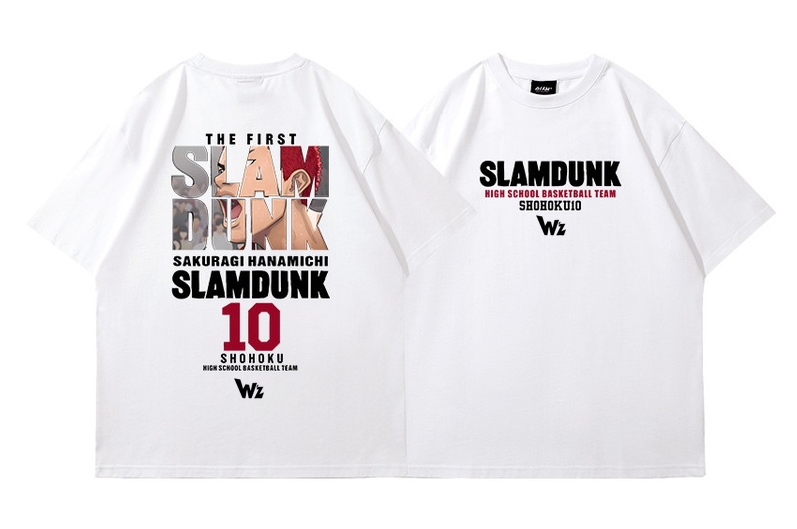 THE FIRST
SLAM
DUNK
SAKURAGI HANAMICHI
SLAMDUNK
10
SHOHOKU
HIGH SCHOOL BASKETBALL TEAM
Wz
SLAMDUNK
HIGH SCHOOL BASKETBALL TEAM
SHOHOKU10
Wz